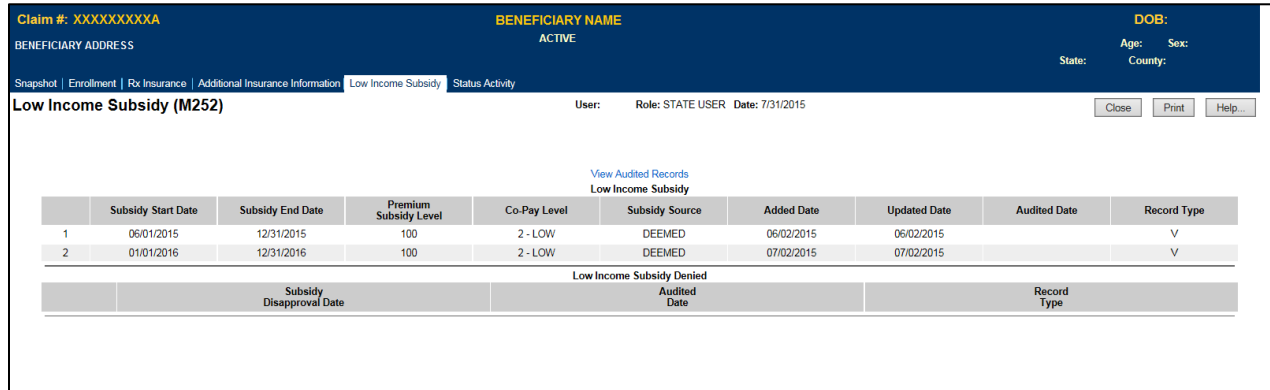 Claim #: XXXXXXXXXA BENEFICIARY NAME DOB:
BENEFICIARY ADDRESS ACTIVE Age: Sex:
State: County:
Snapshot | Enrollment | Rx Insurance | Additional Insurance Information | Low Income Subsidy | Status Activity
Low Income Subsidy (M252) User: Role: STATE USER Date: 7/31/2015 Close Print Help...
View Audited Records
Low Income Subsidy
Subsidy Start Date Subsidy End Date Premium Subsidy Level Co-Pay Level Subsidy Source Added Date Updated Date Audited Date Record Type
1 06/01/2015 12/31/2015 100 2 - LOW DEEMED 06/02/2015 06/02/2015 V
2 01/01/2016 12/31/2016 100 2 - LOW DEEMED 07/02/2015 07/02/2015 V
Low Income Subsidy Denied
Subsidy Disapproval Date Audited Date Record Type